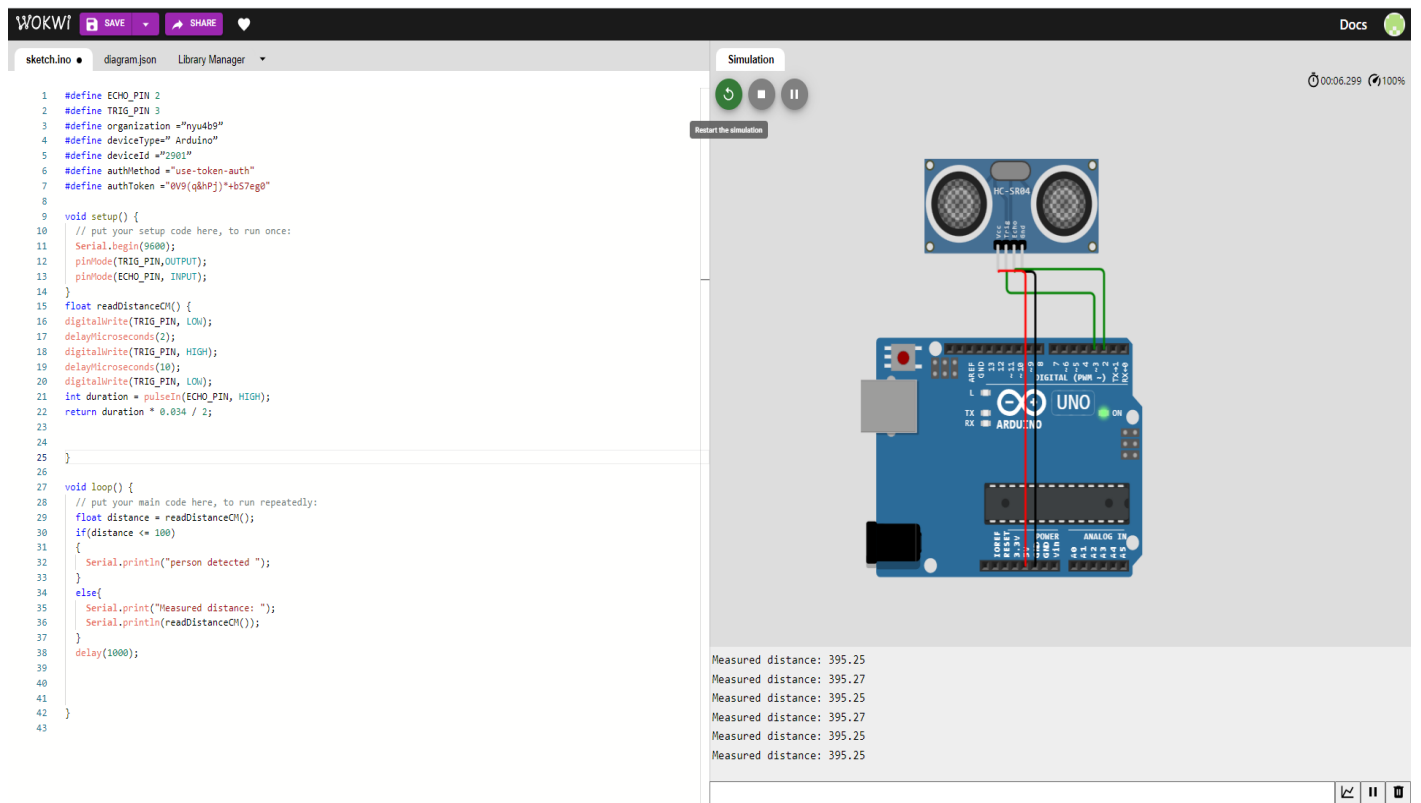 WOKWI SAVE SHARE Docs
sketch.ino ● diagram.json Library Manager
1 #define ECHO_PIN 2
2 #define TRIG_PIN 3
3 #define organization =”nyu4b9”
4 #define deviceType=” Arduino”
5 #define deviceId =”2901”
6 #define authMethod ="use-token-auth"
7 #define authToken ="0V9(q&hPj)*+bS7eg0"
8
9 void setup() {
10 // put your setup code here, to run once:
11 Serial.begin(9600);
12 pinMode(TRIG_PIN,OUTPUT);
13 pinMode(ECHO_PIN, INPUT);
14 }
15 float readDistanceCM() {
16 digitalWrite(TRIG_PIN, LOW);
17 delayMicroseconds(2);
18 digitalWrite(TRIG_PIN, HIGH);
19 delayMicroseconds(10);
20 digitalWrite(TRIG_PIN, LOW);
21 int duration = pulseIn(ECHO_PIN, HIGH);
22 return duration * 0.034 / 2;
23
24
25 }
26
27 void loop() {
28 // put your main code here, to run repeatedly:
29 float distance = readDistanceCM();
30 if(distance <= 100)
31 {
32 Serial.println("person detected ");
33 }
34 else{
35 Serial.print("Measured distance: ");
36 Serial.println(readDistanceCM());
37 }
38 delay(1000);
39
40
41
42 }
43
Simulation
00:06.299 100%
Restart the simulation
HC-SR04
Vcc
Trig
Echo
Gnd
AREF
GND
13
12
~11
~10
~9
8
7
~6
~5
4
~3
2
TX→1
RX←0
DIGITAL (PWM ~)
L
TX
RX
UNO
ON
ARDUINO
POWER
ANALOG IN
IOREF
RESET
3.3V
5V
GND
GND
Vin
A0
A1
A2
A3
A4
A5
Measured distance: 395.25
Measured distance: 395.27
Measured distance: 395.25
Measured distance: 395.27
Measured distance: 395.25
Measured distance: 395.25